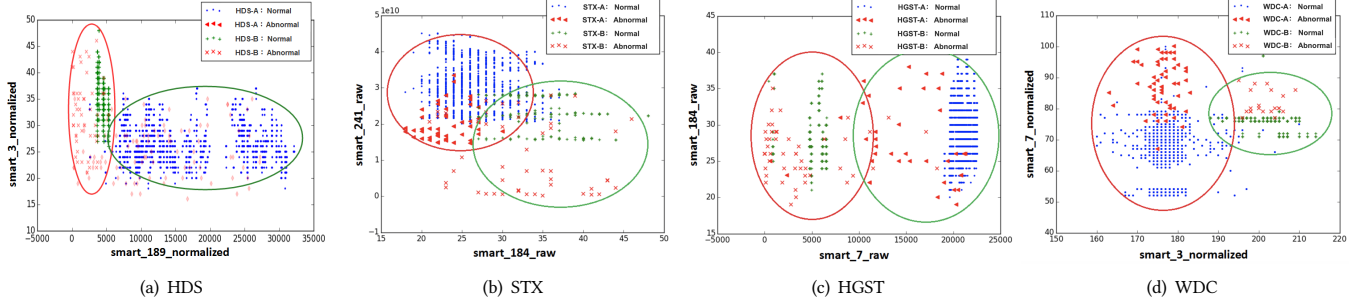 HDS-A: Normal
HDS-A: Abnormal
HDS-B: Normal
HDS-B: Abnormal
smart_3_normalized
50
45
40
35
30
25
20
15
10
-5000 0 5000 10000 15000 20000 25000 30000 35000
smart_189_normalized
(a) HDS
1e10
STX-A: Normal
STX-A: Abnormal
STX-B: Normal
STX-B: Abnormal
smart_241_raw
5
4
3
2
1
0
−1
15 20 25 30 35 40 45 50
smart_184_raw
(b) STX
HGST-A: Normal
HGST-A: Abnormal
HGST-B: Normal
HGST-B: Abnormal
smart_184_raw
45
40
35
30
25
20
15
-5000 0 5000 10000 15000 20000 25000
smart_7_raw
(c) HGST
WDC-A: Normal
WDC-A: Abnormal
WDC-B: Normal
WDC-B: Abnormal
smart_7_normalized
110
100
90
80
70
60
50
40
150 160 170 180 190 200 210 220
smart_3_normalized
(d) WDC